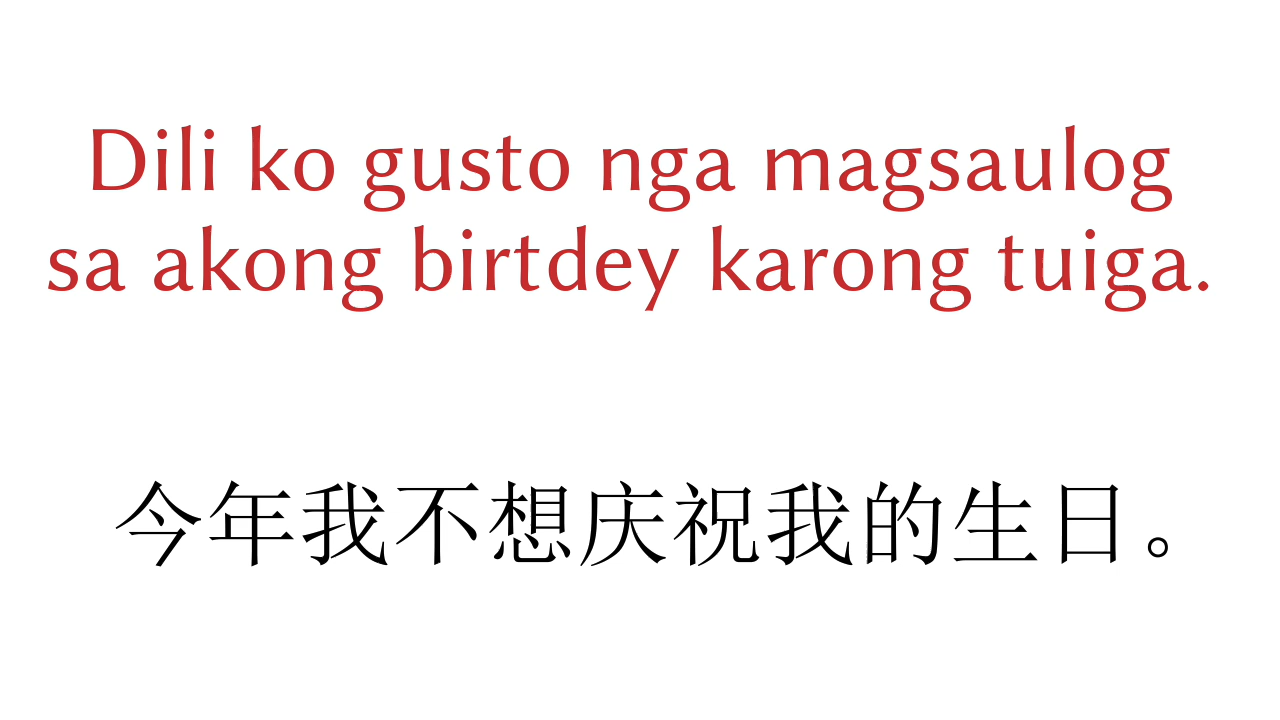 Dili ko gusto nga magsaulog
sa akong birtdey karong tuiga.
今年我不想庆祝我的生日。